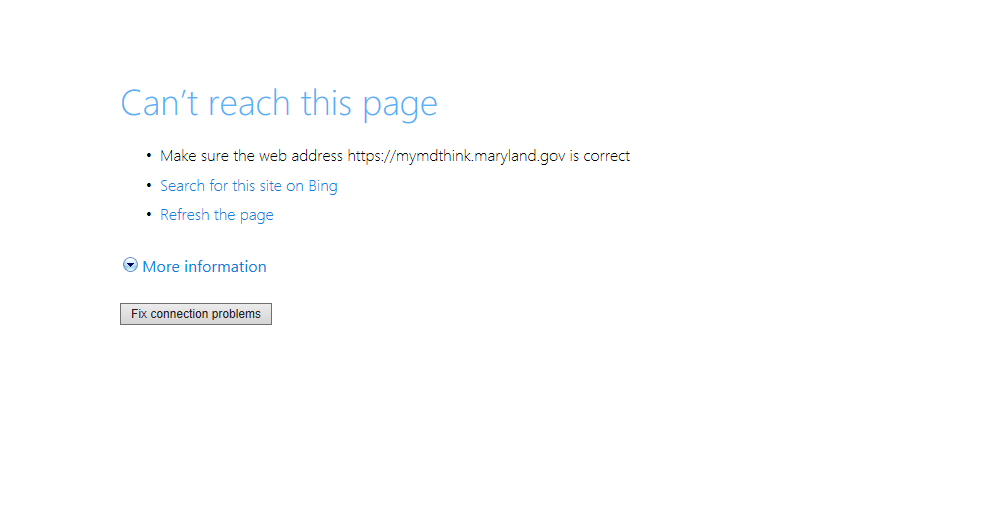 Can't reach this page
• Make sure the web address https://mymdthink.maryland.gov is correct
• Search for this site on Bing
• Refresh the page
More information
Fix connection problems